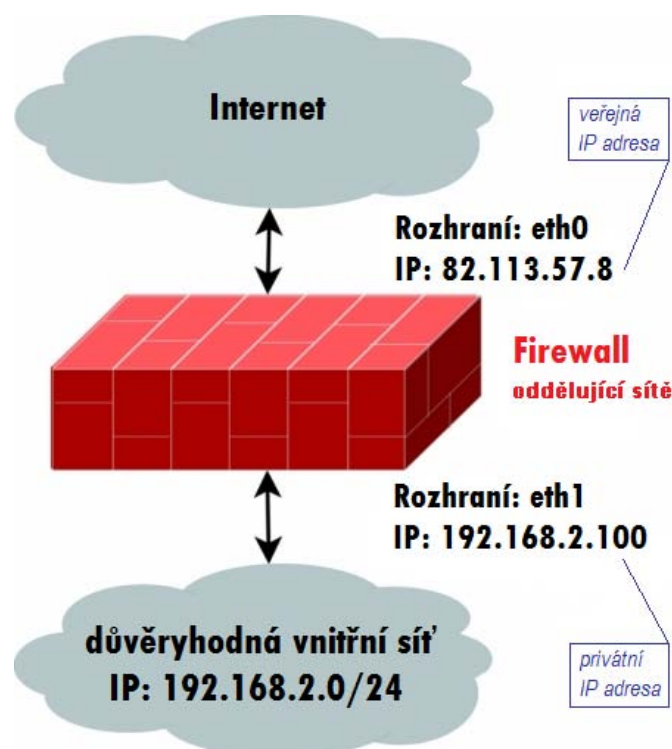 Internet
veřejná
IP adresa
Rozhraní: eth0
IP: 82.113.57.8
Firewall
oddělující sítě
Rozhraní: eth1
IP: 192.168.2.100
důvěryhodná vnitřní síť
IP: 192.168.2.0/24
privátní
IP adresa